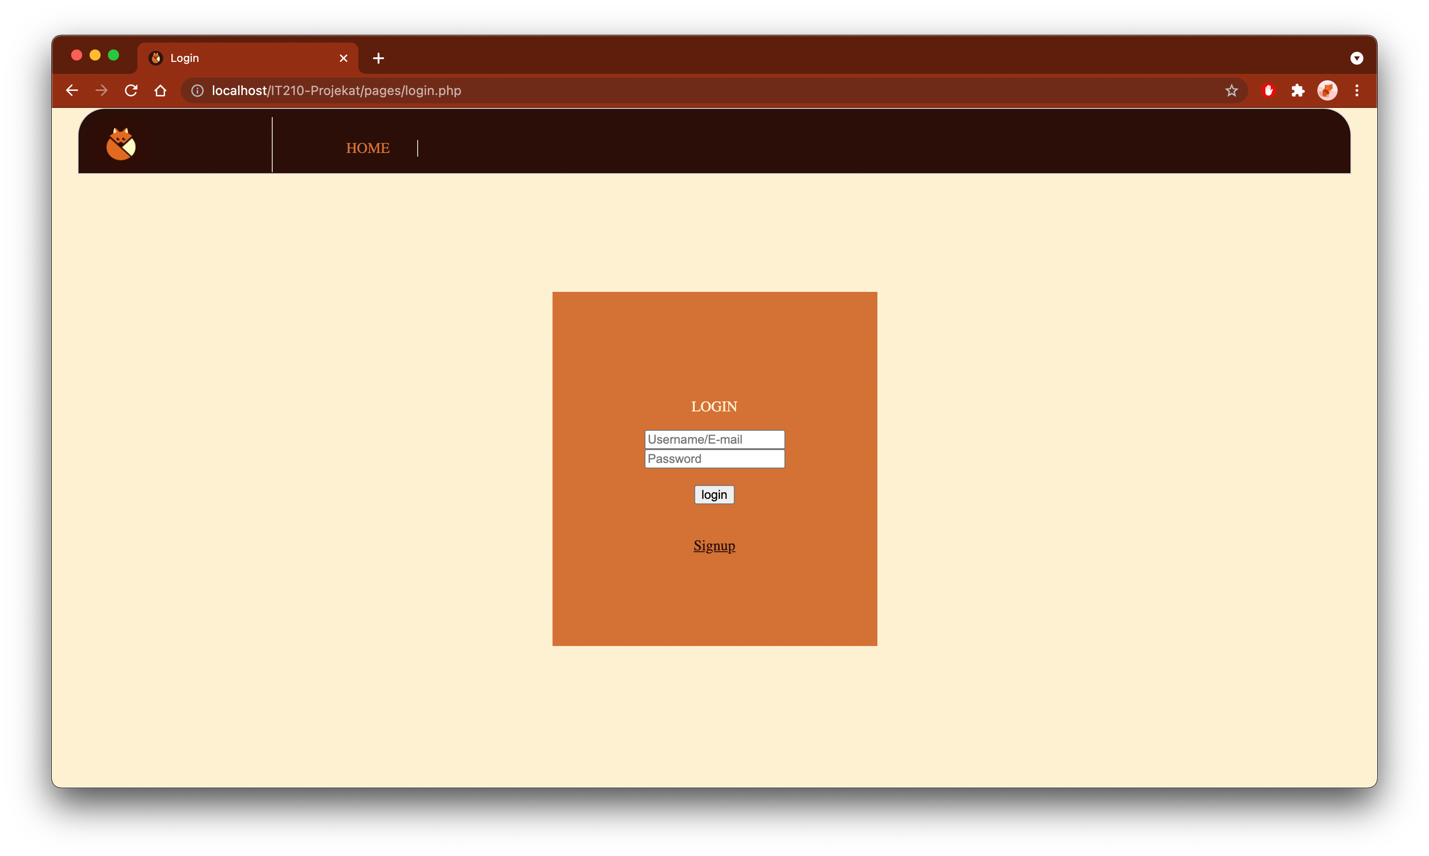 Login
localhost/IT210-Projekat/pages/login.php
HOME
LOGIN
Username/E-mail
Password
login
Signup